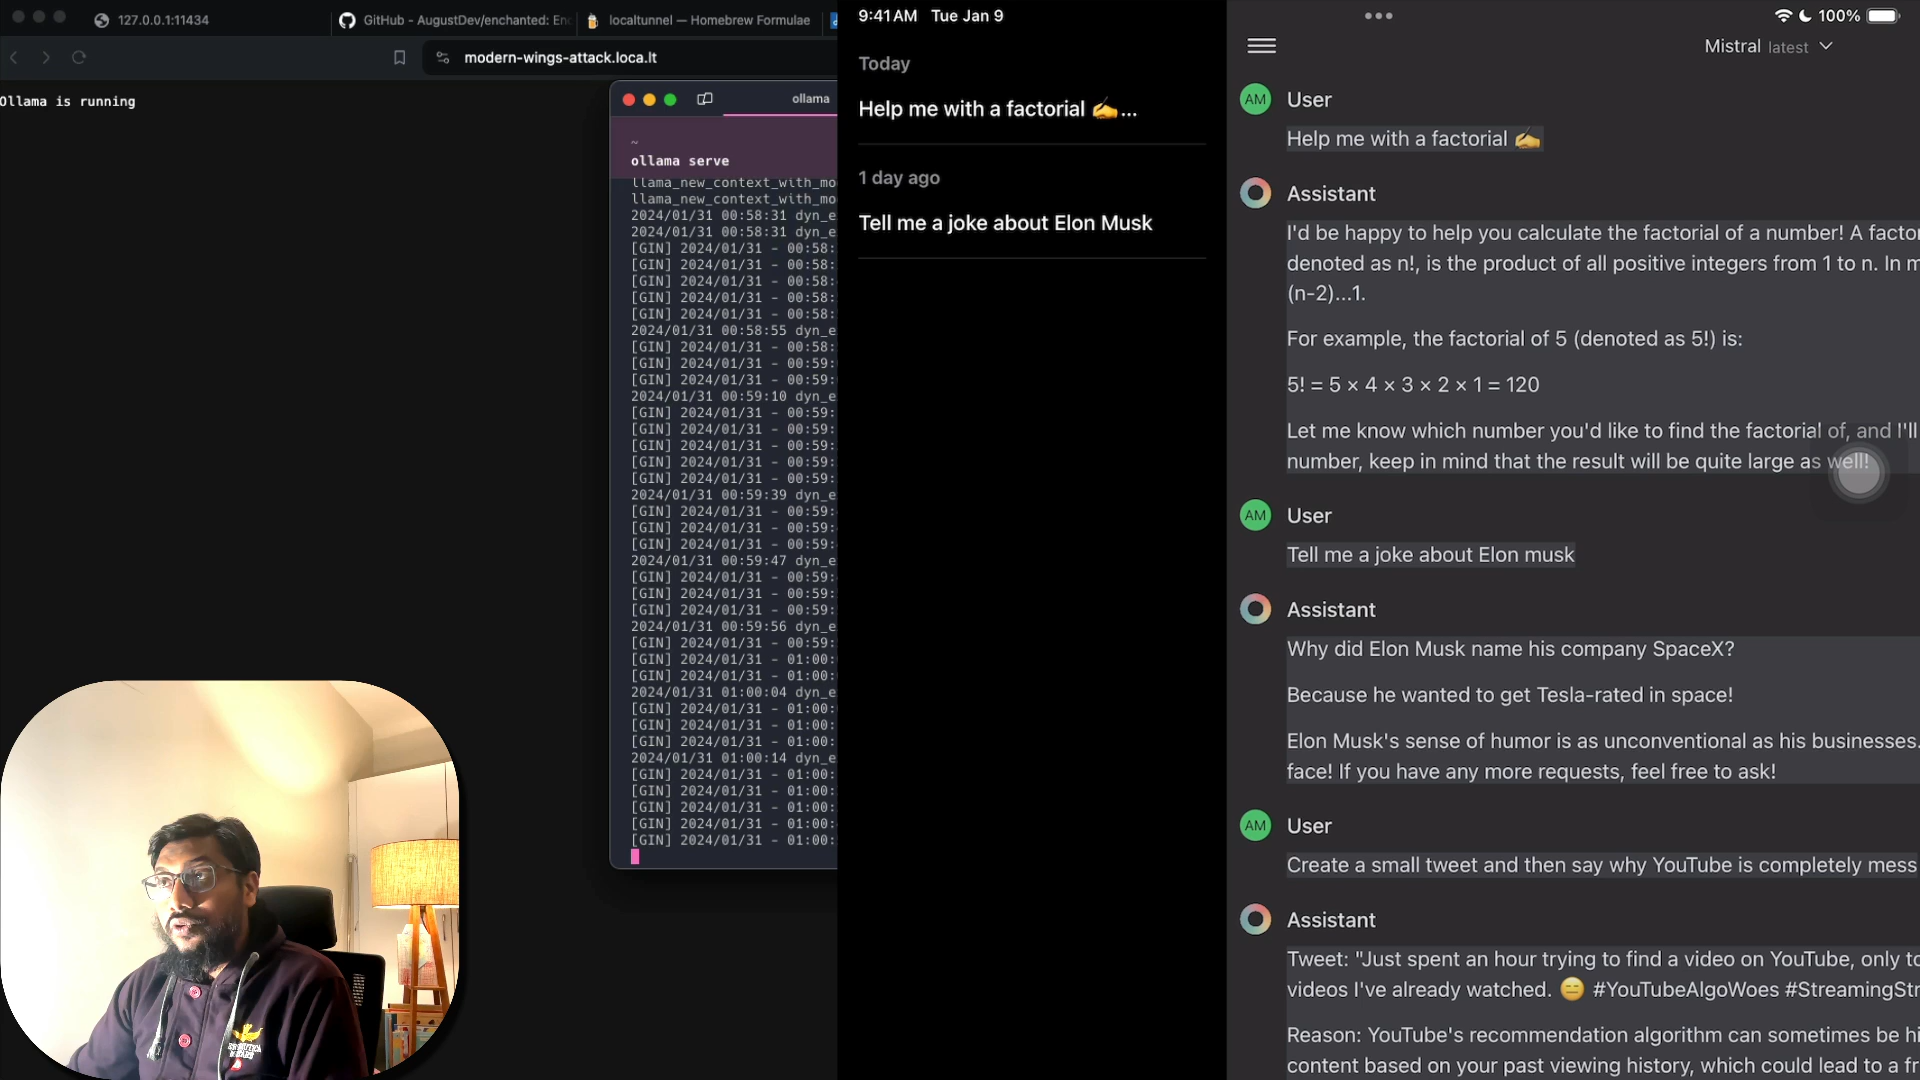 127.0.0.1:11434
GitHub - AugustDev/enchanted: Enc
localtunnel — Homebrew Formulae
modern-wings-attack.loca.lt
Ollama is running
ollama
~
ollama serve
llama_new_context_with_mo
llama_new_context_with_mo
2024/01/31 00:58:31 dyn_e
2024/01/31 00:58:31 dyn_e
[GIN] 2024/01/31 - 00:58:
[GIN] 2024/01/31 - 00:58:
[GIN] 2024/01/31 - 00:58:
[GIN] 2024/01/31 - 00:58:
[GIN] 2024/01/31 - 00:58:
2024/01/31 00:58:55 dyn_e
[GIN] 2024/01/31 - 00:58:
[GIN] 2024/01/31 - 00:59:
[GIN] 2024/01/31 - 00:59:
2024/01/31 00:59:10 dyn_e
[GIN] 2024/01/31 - 00:59:
[GIN] 2024/01/31 - 00:59:
[GIN] 2024/01/31 - 00:59:
[GIN] 2024/01/31 - 00:59:
[GIN] 2024/01/31 - 00:59:
2024/01/31 00:59:39 dyn_e
[GIN] 2024/01/31 - 00:59:
[GIN] 2024/01/31 - 00:59:
[GIN] 2024/01/31 - 00:59:
2024/01/31 00:59:47 dyn_e
[GIN] 2024/01/31 - 00:59:
[GIN] 2024/01/31 - 00:59:
[GIN] 2024/01/31 - 00:59:
2024/01/31 00:59:56 dyn_e
[GIN] 2024/01/31 - 00:59:
[GIN] 2024/01/31 - 01:00:
[GIN] 2024/01/31 - 01:00:
2024/01/31 01:00:04 dyn_e
[GIN] 2024/01/31 - 01:00:
[GIN] 2024/01/31 - 01:00:
[GIN] 2024/01/31 - 01:00:
2024/01/31 01:00:14 dyn_e
[GIN] 2024/01/31 - 01:00:
[GIN] 2024/01/31 - 01:00:
[GIN] 2024/01/31 - 01:00:
[GIN] 2024/01/31 - 01:00:
[GIN] 2024/01/31 - 01:00:
9:41 AM Tue Jan 9
Today
Help me with a factorial ✍️...
1 day ago
Tell me a joke about Elon Musk
100%
Mistral latest
AM User
Help me with a factorial ✍️
Assistant
I'd be happy to help you calculate the factorial of a number! A facto
denoted as n!, is the product of all positive integers from 1 to n. In m
(n-2)...1.
For example, the factorial of 5 (denoted as 5!) is:
5! = 5 × 4 × 3 × 2 × 1 = 120
Let me know which number you'd like to find the factorial of, and I'll
number, keep in mind that the result will be quite large as well!
AM User
Tell me a joke about Elon musk
Assistant
Why did Elon Musk name his company SpaceX?
Because he wanted to get Tesla-rated in space!
Elon Musk's sense of humor is as unconventional as his businesses.
face! If you have any more requests, feel free to ask!
AM User
Create a small tweet and then say why YouTube is completely mess
Assistant
Tweet: "Just spent an hour trying to find a video on YouTube, only to
videos I've already watched. 😑 #YouTubeAlgoWoes #StreamingStr
Reason: YouTube's recommendation algorithm can sometimes be hi
content based on your past viewing history, which could lead to a fr